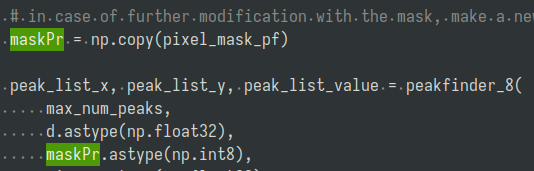 # in case of further modification with the mask, make a new
maskPr = np.copy(pixel_mask_pf)
peak_list_x, peak_list_y, peak_list_value = peakfinder_8(
max_num_peaks,
d.astype(np.float32),
maskPr.astype(np.int8),